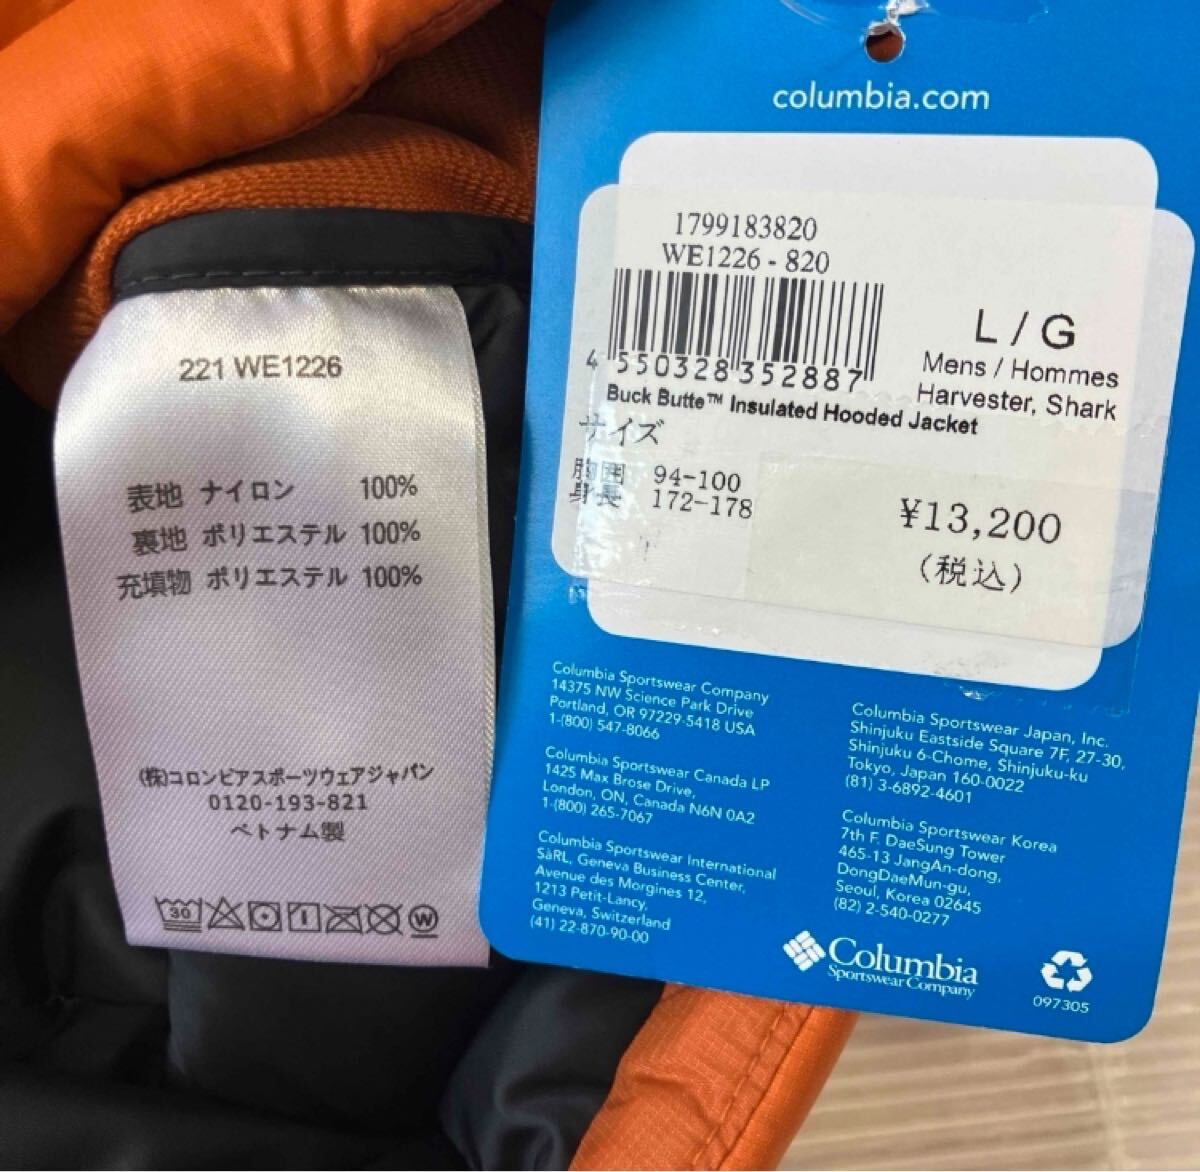 221 WE1226
表地 ナイロン 100%
裏地 ポリエステル 100%
充填物 ポリエステル 100%
(株)コロンビアスポーツウェアジャパン
0120-193-821
ベトナム製
30
W
columbia.com
1799183820
WE1226 - 820
4 550328 352887
L / G
Mens / Hommes
Harvester, Shark
Buck Butte™ Insulated Hooded Jacket
サイズ
胸囲 94-100
身長 172-178
¥13,200
(税込)
Columbia Sportswear Company
14375 NW Science Park Drive
Portland, OR 97229-5418 USA
1-(800) 547-8066
Columbia Sportswear Canada LP
1425 Max Brose Drive,
London, ON, Canada N6N 0A2
1-(800) 265-7067
Columbia Sportswear International
SàRL, Geneva Business Center,
Avenue des Morgines 12,
1213 Petit-Lancy,
Geneva, Switzerland
(41) 22-870-90-00
Columbia Sportswear Japan, Inc.
Shinjuku Eastside Square 7F, 27-30,
Shinjuku 6-Chome, Shinjuku-ku
Tokyo, Japan 160-0022
(81) 3-6892-4601
Columbia Sportswear Korea
7th F. DaeSung Tower
465-13 JangAn-dong,
DongDaeMun-gu,
Seoul, Korea 02645
(82) 2-540-0277
Columbia
Sportswear Company
097305